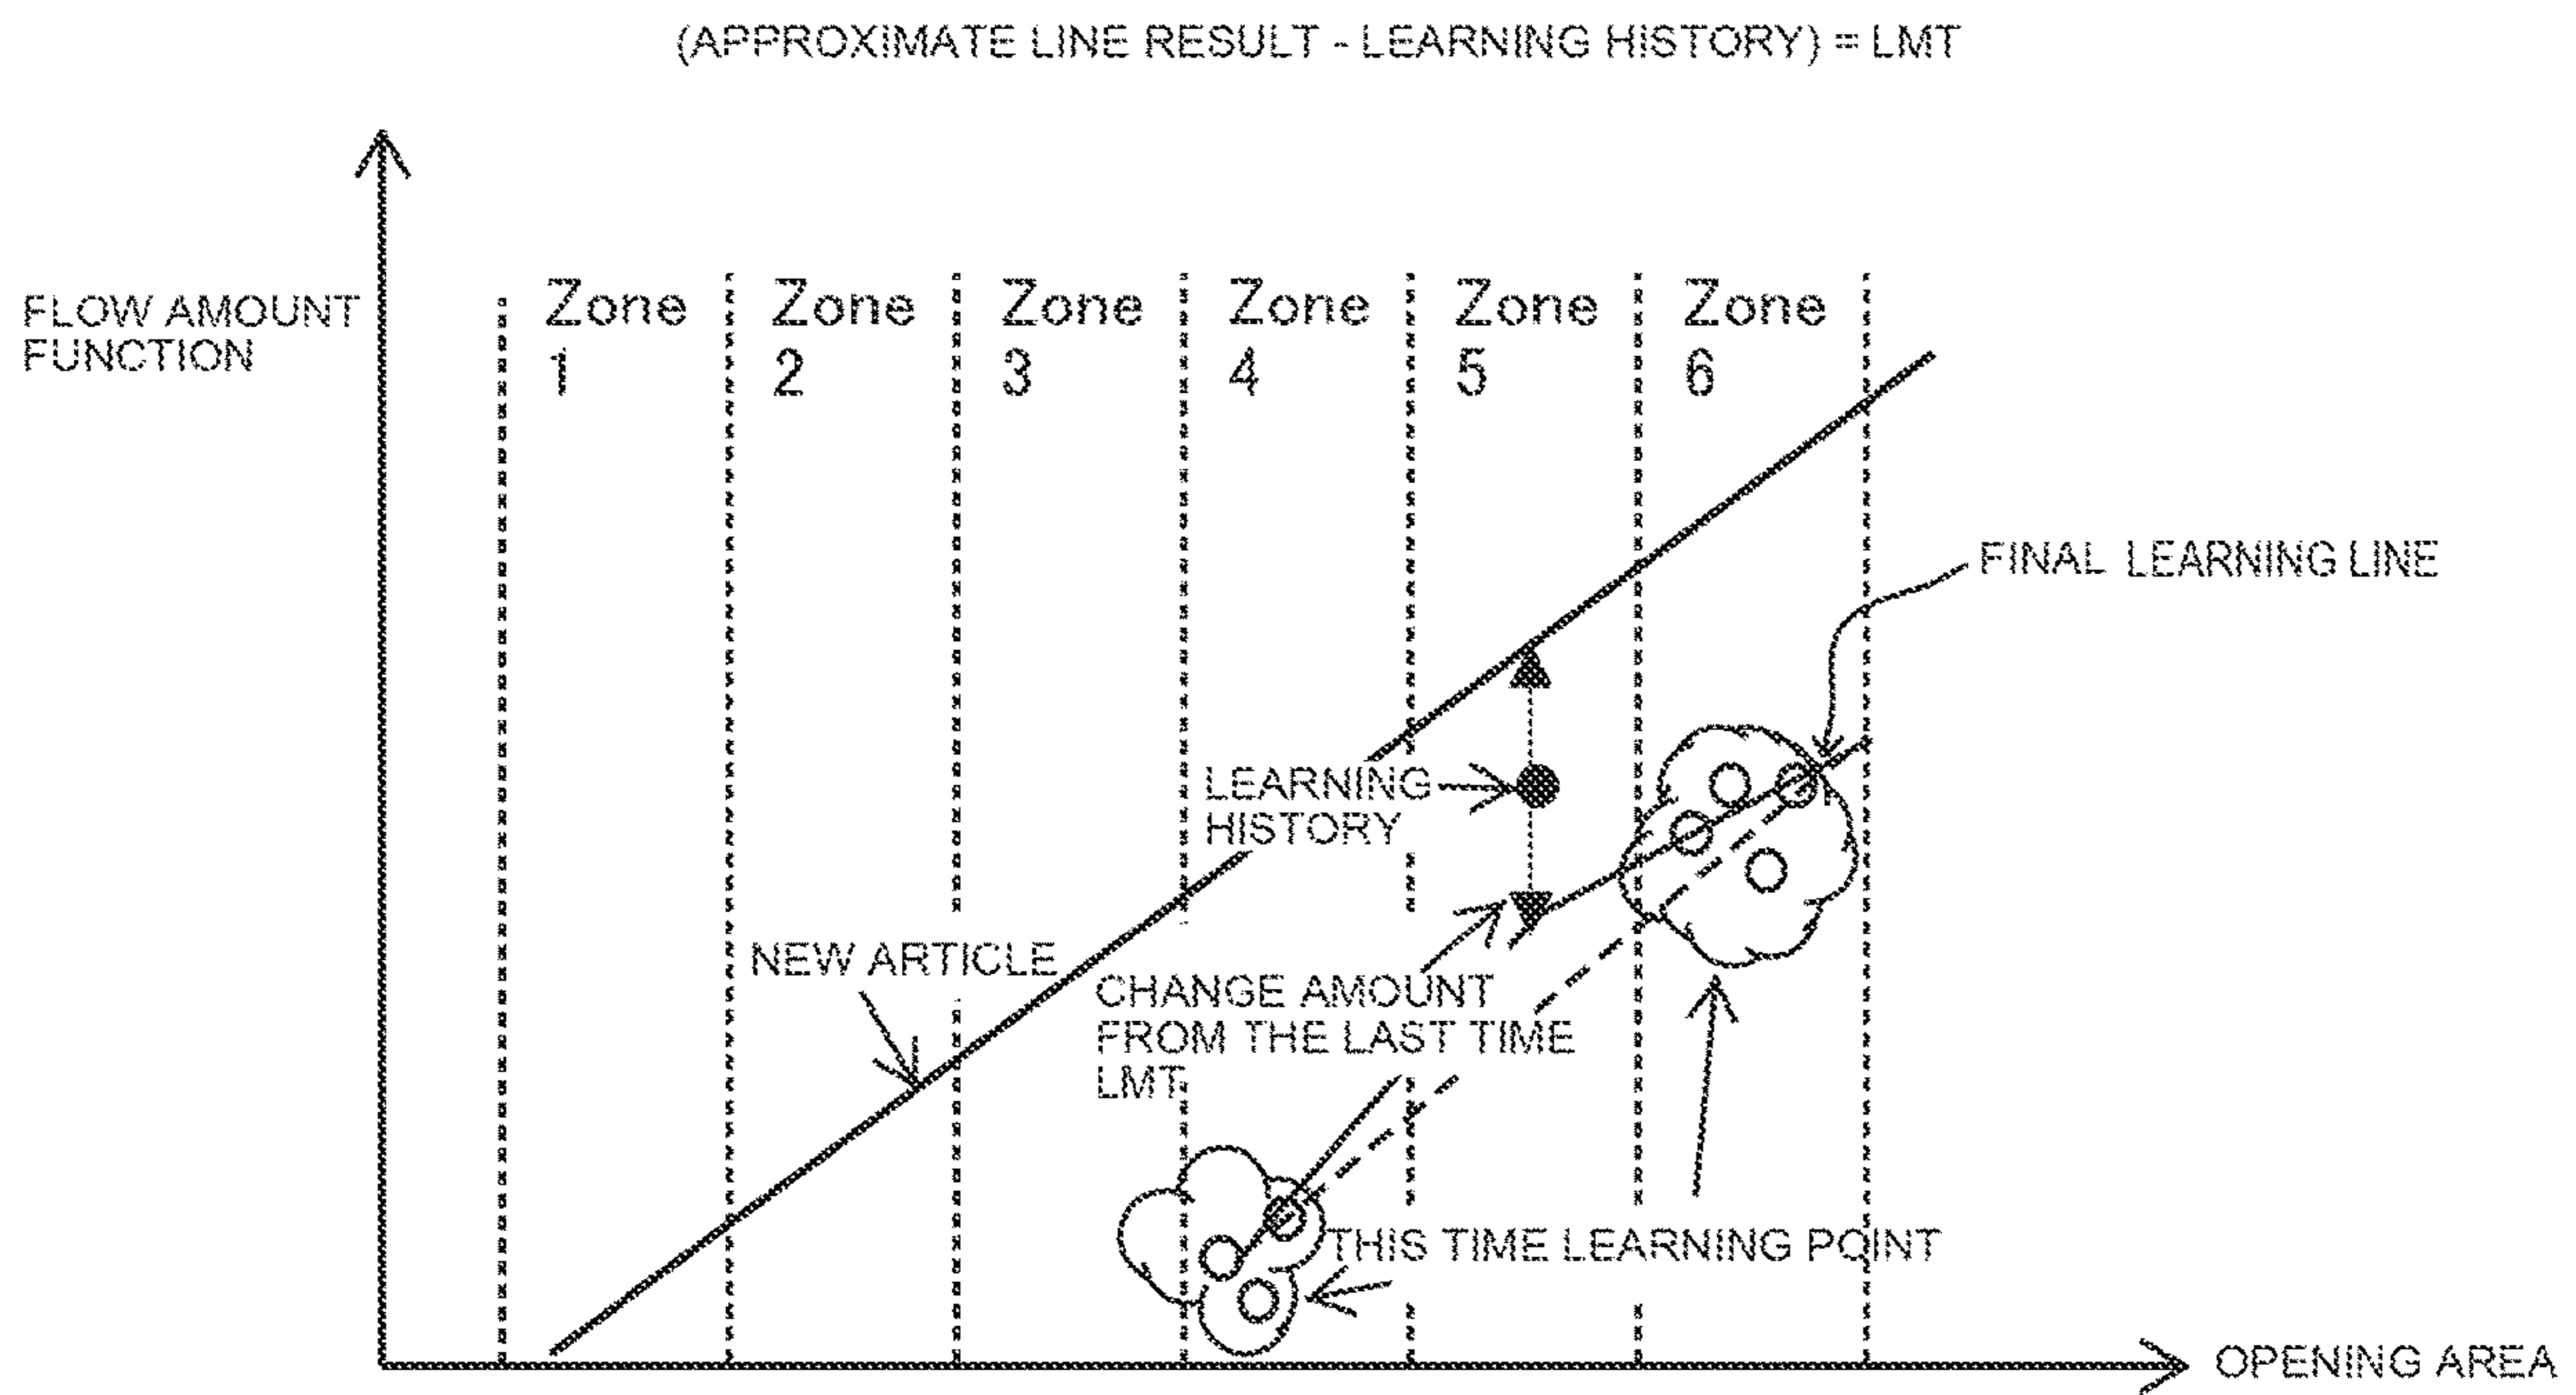 (APPROXIMATE LINE RESULT - LEARNING HISTORY) = LMT
FLOW AMOUNT
FUNCTION
Zone
1
Zone
2
Zone
3
Zone
4
Zone
5
Zone
6
FINAL LEARNING LINE
LEARNING
HISTORY
NEW ARTICLE
CHANGE AMOUNT
FROM THE LAST TIME
LMT
THIS TIME LEARNING POINT
OPENING AREA